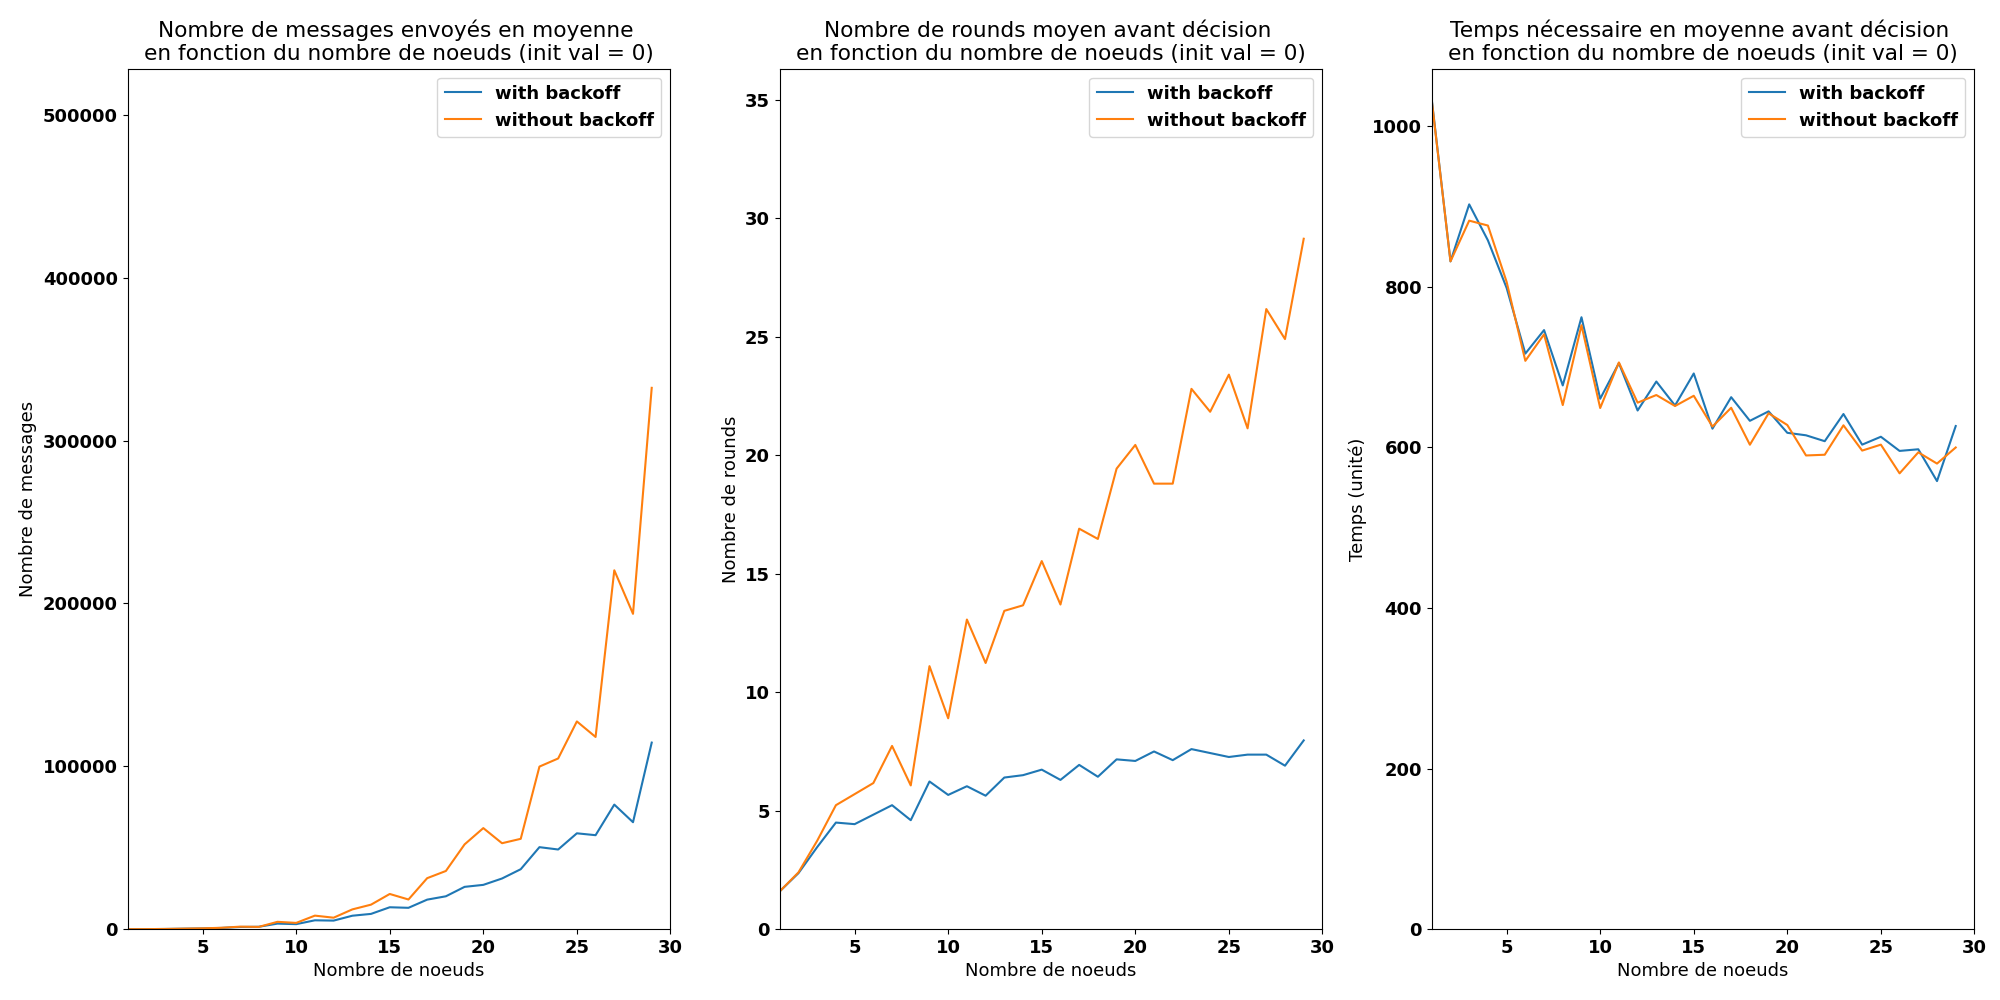 Nombre de messages envoyés en moyenne
en fonction du nombre de noeuds (init val = 0)
with backoff
without backoff
500000
400000
300000
200000
100000
0
Nombre de messages
5
10
15
20
25
30
Nombre de noeuds
Nombre de rounds moyen avant décision
en fonction du nombre de noeuds (init val = 0)
with backoff
without backoff
35
30
25
20
15
10
5
0
Nombre de rounds
5
10
15
20
25
30
Nombre de noeuds
Temps nécessaire en moyenne avant décision
en fonction du nombre de noeuds (init val = 0)
with backoff
without backoff
1000
800
600
400
200
0
Temps (unité)
5
10
15
20
25
30
Nombre de noeuds